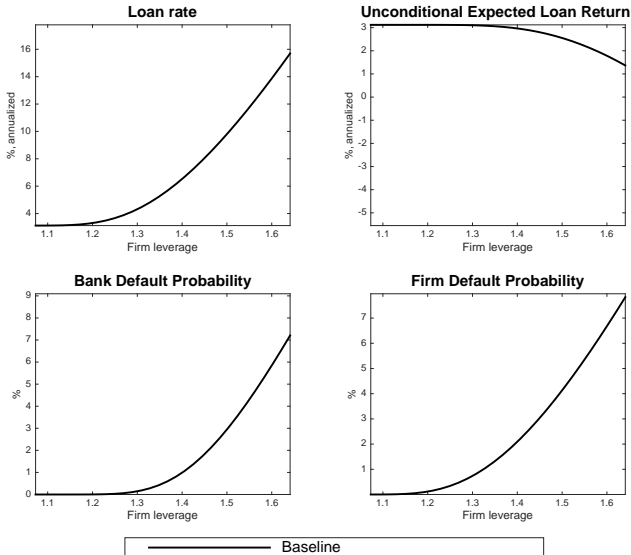 Loan rate
%, annualized
16
14
12
10
8
6
4
1.1 1.2 1.3 1.4 1.5 1.6
Firm leverage
Unconditional Expected Loan Return
%, annualized
3
2
1
0
-1
-2
-3
-4
-5
1.1 1.2 1.3 1.4 1.5 1.6
Firm leverage
Bank Default Probability
%
9
8
7
6
5
4
3
2
1
0
1.1 1.2 1.3 1.4 1.5 1.6
Firm leverage
Firm Default Probability
%
7
6
5
4
3
2
1
1.1 1.2 1.3 1.4 1.5 1.6
Firm leverage
Baseline